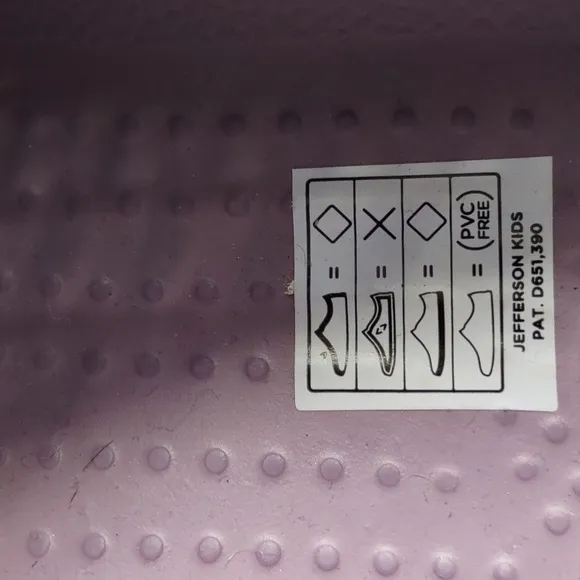 =
=
=
= (PVC FREE)
JEFFERSON KIDS
PAT. D651,390